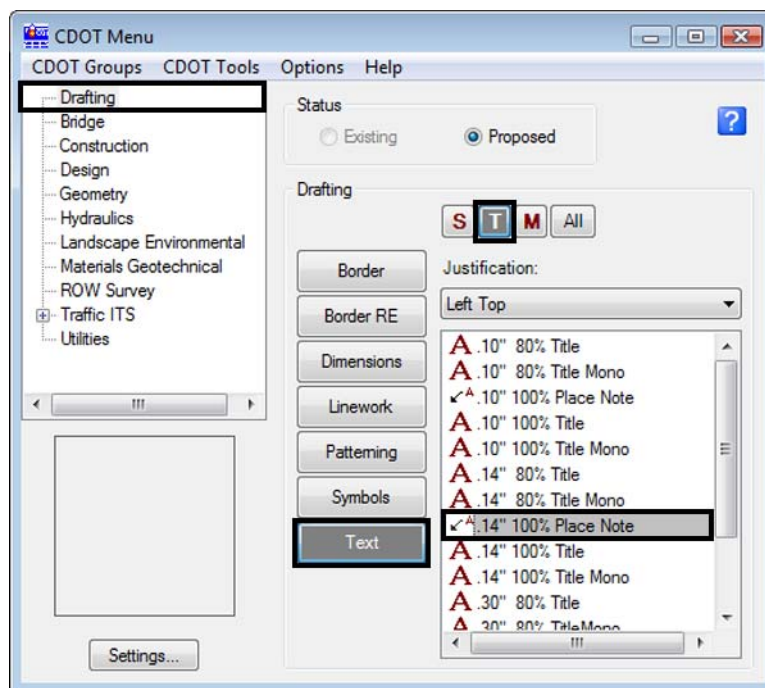 CDOT Menu
CDOT Groups CDOT Tools Options Help
Drafting
Bridge
Construction
Design
Geometry
Hydraulics
Landscape Environmental
Materials Geotechnical
ROW Survey
Traffic ITS
Utilities
Settings...
Status
Existing Proposed
?
Drafting
S T M All
Border
Border RE
Dimensions
Linework
Patterning
Symbols
Text
Justification:
Left Top
A .10" 80% Title
A .10" 80% Title Mono
A .10" 100% Place Note
A .10" 100% Title
A .10" 100% Title Mono
A .14" 80% Title
A .14" 80% Title Mono
A .14" 100% Place Note
A .14" 100% Title
A .14" 100% Title Mono
A .30" 80% Title
A .30" 80% TitleMono